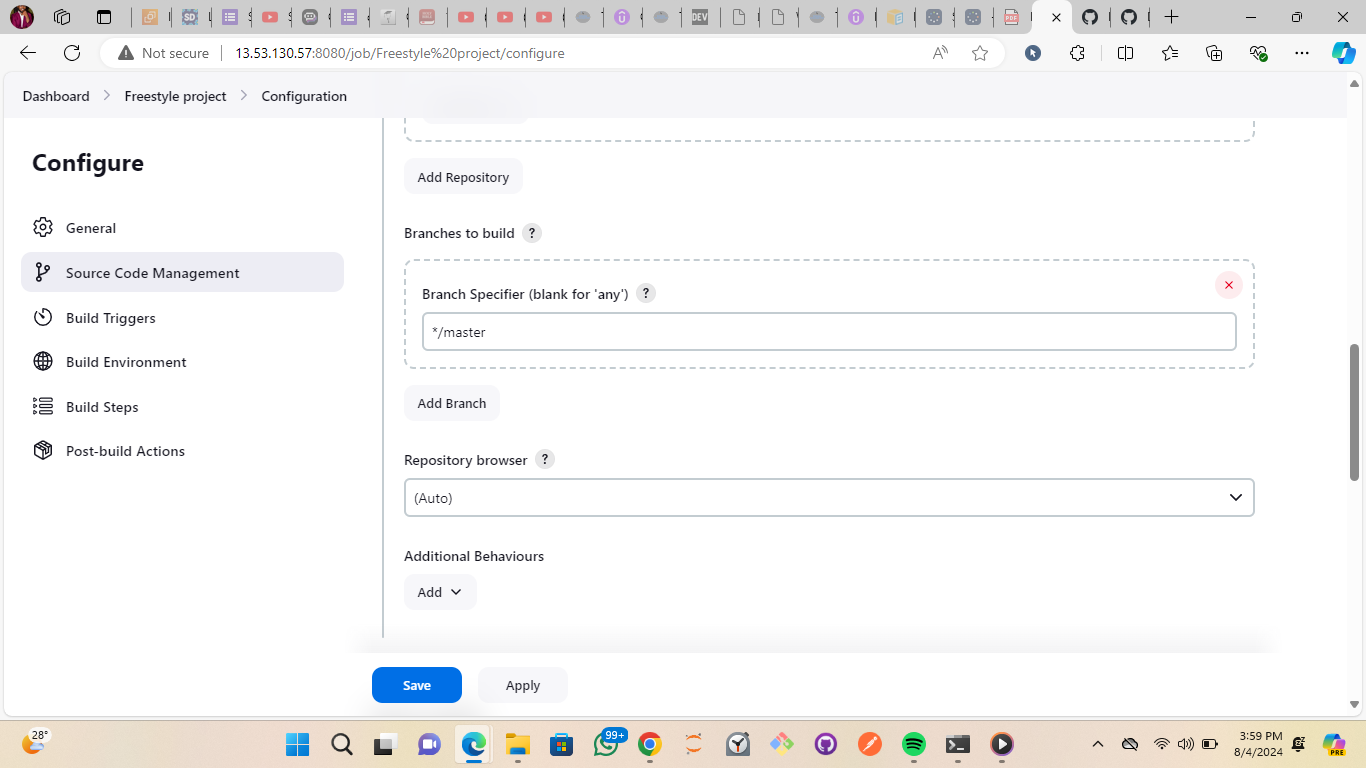 Not secure
13.53.130.57:8080/job/Freestyle%20project/configure
Dashboard
Freestyle project
Configuration
Configure
General
Source Code Management
Build Triggers
Build Environment
Build Steps
Post-build Actions
Add Repository
Branches to build ?
Branch Specifier (blank for 'any') ?
*/master
Add Branch
Repository browser ?
(Auto)
Additional Behaviours
Add
Save
Apply
28°
99+
3:59 PM
8/4/2024
PRE